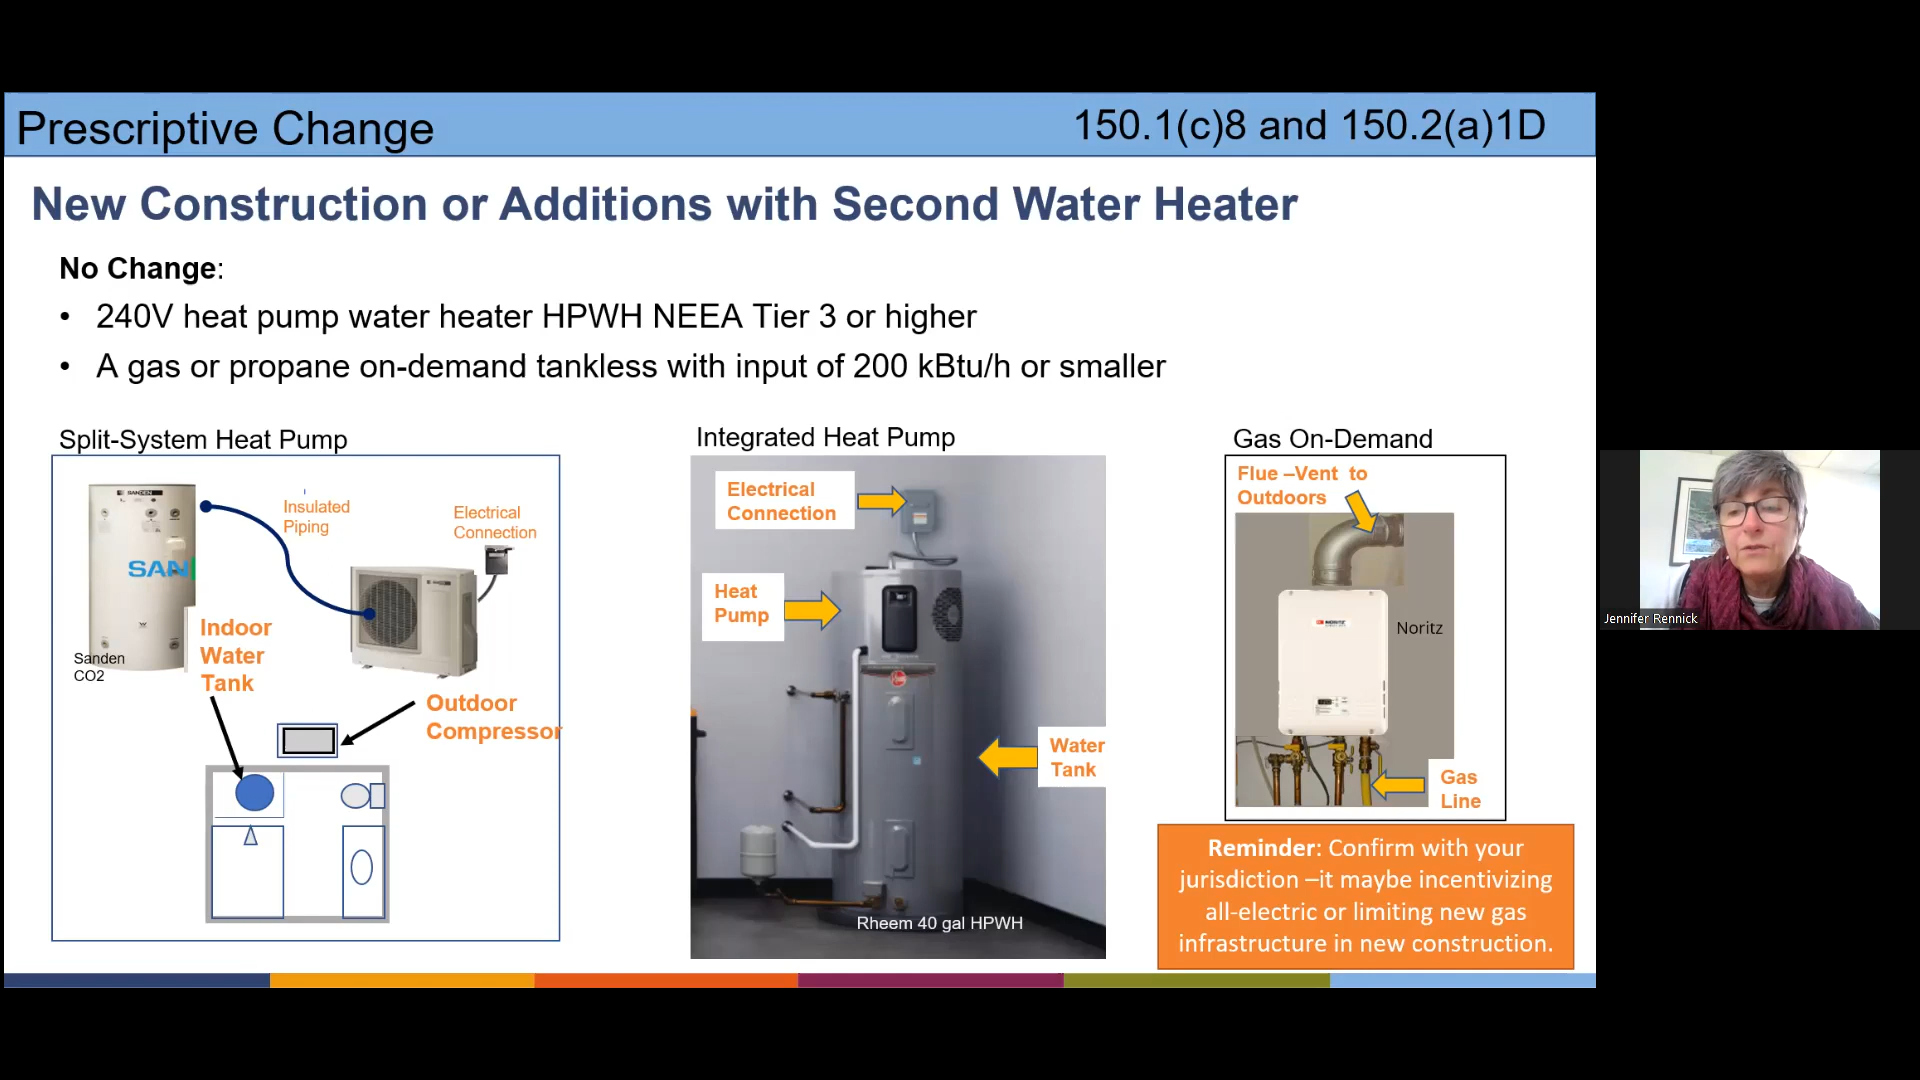 Prescriptive Change
150.1(c)8 and 150.2(a)1D
New Construction or Additions with Second Water Heater
No Change:
• 240V heat pump water heater HPWH NEEA Tier 3 or higher
• A gas or propane on-demand tankless with input of 200 kBtu/h or smaller
Split-System Heat Pump
SANDEN
SAN
Insulated
Piping
Electrical
Connection
Sanden
CO2
Indoor
Water
Tank
Outdoor
Compressor
Integrated Heat Pump
Electrical
Connection
Heat
Pump
Water
Tank
Rheem 40 gal HPWH
Gas On-Demand
Flue –Vent to
Outdoors
NORITZ
Noritz
Gas
Line
Reminder: Confirm with your
jurisdiction –it maybe incentivizing
all-electric or limiting new gas
infrastructure in new construction.
Jennifer Rennick